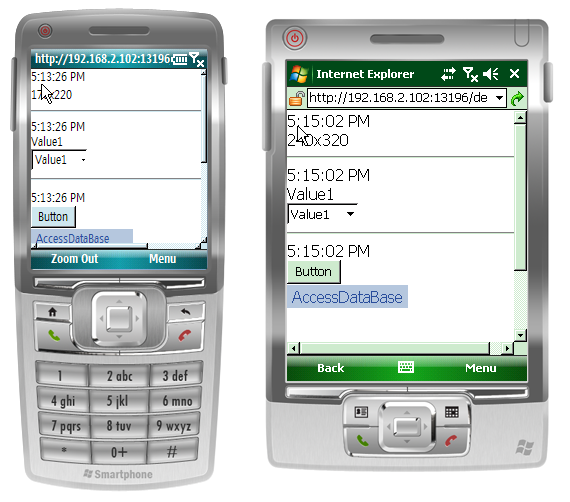 http://192.168.2.102:13196
5:13:26 PM
5:13:26 PM
Value1
Value1
5:13:26 PM
Button
AccessDataBase
Zoom Out Menu
1 2 abc 3 def
4 ghi 5 jkl 6 mno
7 pqrs 8 tuv 9 wxyz
* 0+ #
Smartphone
Internet Explorer
http://192.168.2.102:13196/de
5:15:02 PM
240x320
5:15:02 PM
Value1
Value1
5:15:02 PM
Button
AccessDataBase
Back Menu